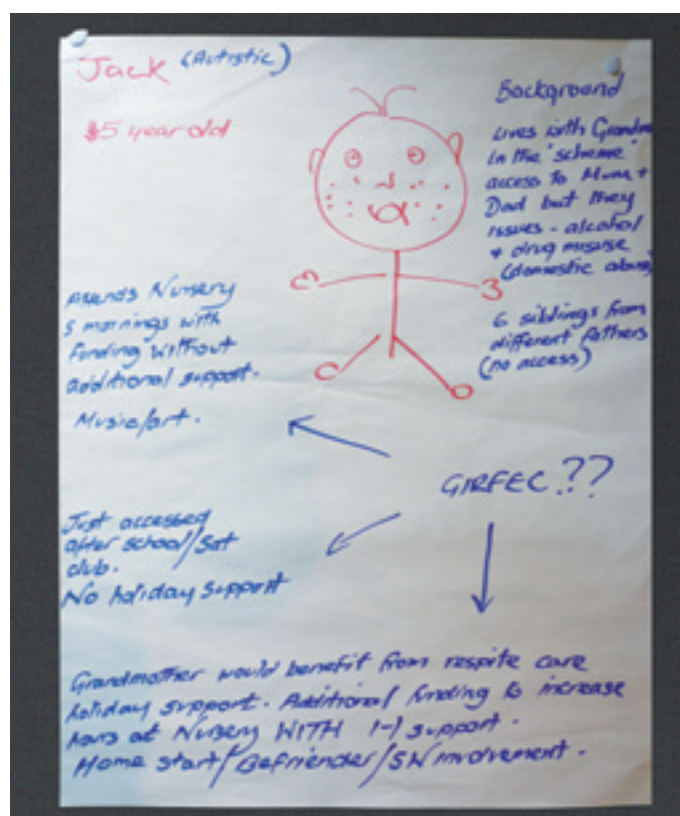 Jack (Autistic)
5 year old
Background
Lives with Grandma
in the 'scheme'
access to Mum +
Dad but they
issues - alcohol
+ drug misuse
(domestic abuse)
6 siblings from
different fathers
(no access)
Attends Nursery
5 mornings with
funding without
additional support.
Music/art.
GIRFEC??
Just accessed
after school/Sat
club.
No holiday support
Grandmother would benefit from respite care
holiday support. Additional funding to increase
hours at Nursery WITH 1-1 support.
Home start/Befriender/SW involvement.